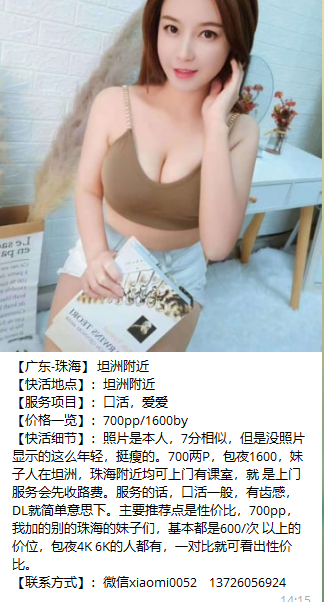 Le sac
en pa
【广东-珠海】 坦洲附近
【快活地点】：坦洲附近
【服务项目】：口活，爱爱
【价格一览】：700pp/1600by
【快活细节】：照片是本人，7分相似，但是没照片
显示的这么年轻，挺瘦的。700两P，包夜1600，妹
子人在坦洲，珠海附近均可上门有课室，就 是上门
服务会先收路费。服务的话，口活一般，有齿感，
DL就简单意思下。主要推荐点是性价比，700pp，
我加的别的珠海的妹子们，基本都是600/次 以上的
价位，包夜4K 6K的人都有，一对比就可看出性价
比。
【联系方式】：微信xiaomi0052 13726056924
14:15